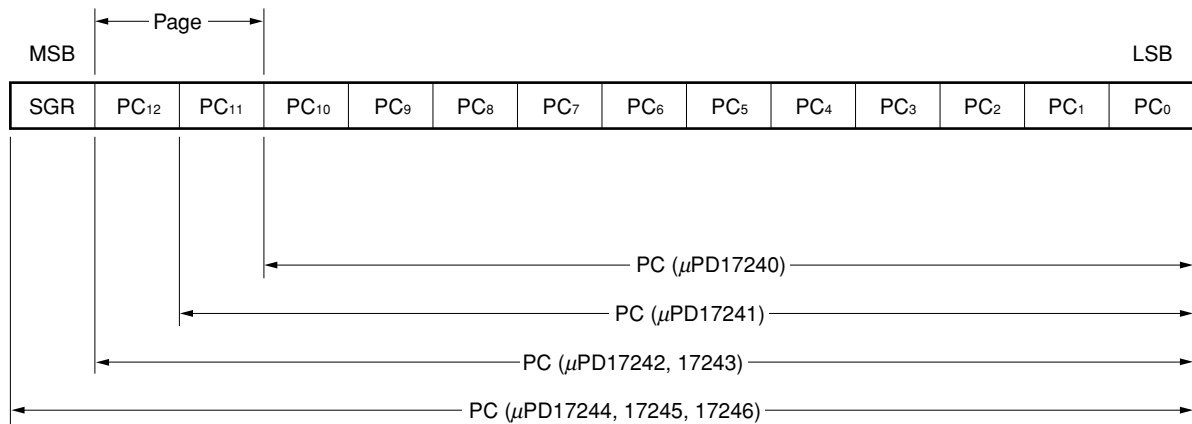 Page
MSB LSB
SGR PC₁₂ PC₁₁ PC₁₀ PC₉ PC₈ PC₇ PC₆ PC₅ PC₄ PC₃ PC₂ PC₁ PC₀
PC (μPD17240)
PC (μPD17241)
PC (μPD17242, 17243)
PC (μPD17244, 17245, 17246)